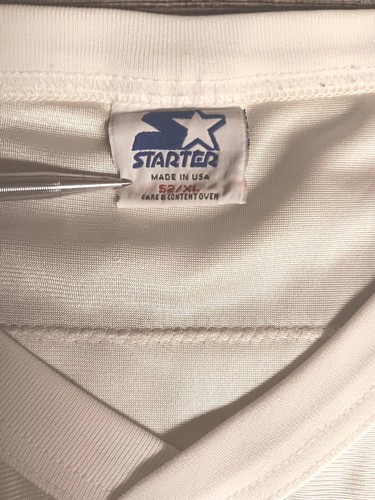 STARTER
MADE IN USA
52/XL
CARE & CONTENT OVER